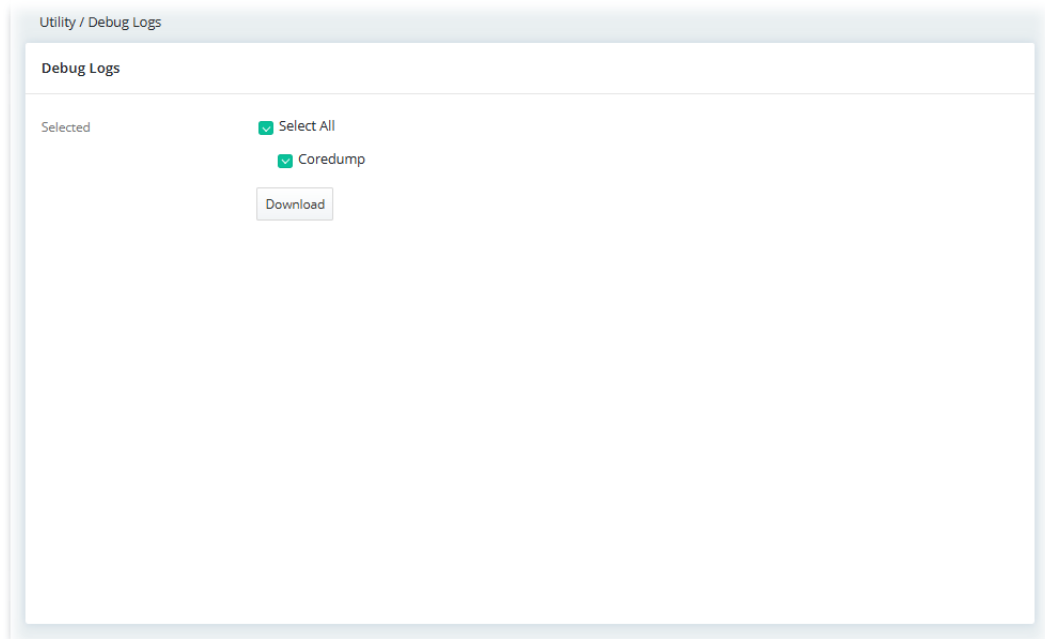 Utility / Debug Logs
Debug Logs
Selected
Select All
Coredump
Download